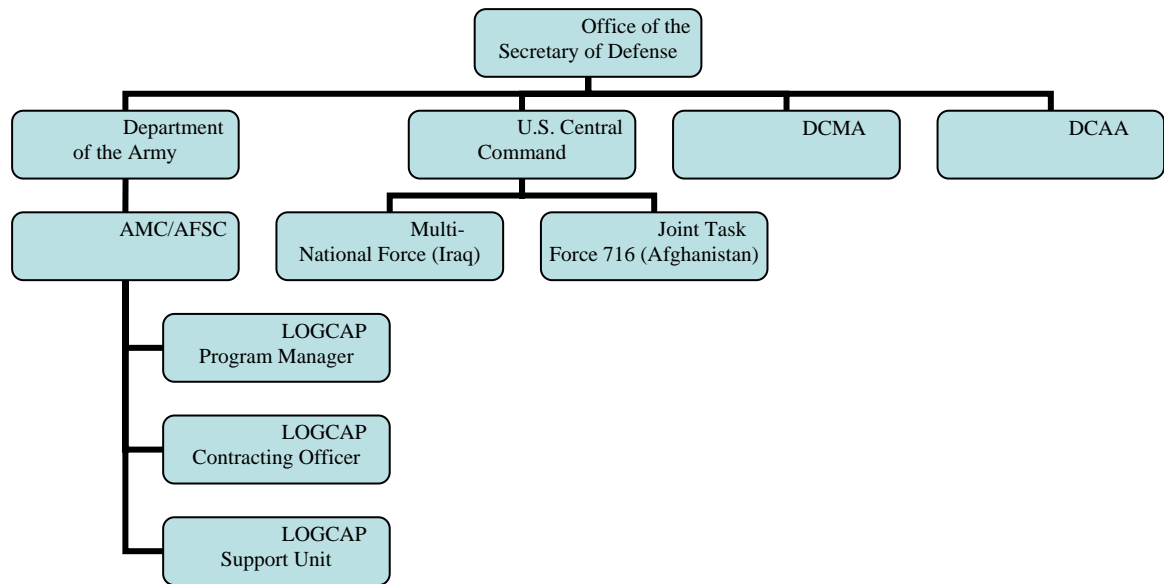 Office of the
Secretary of Defense
Department
of the Army
U.S. Central
Command
DCMA
DCAA
AMC/AFSC
Multi-
National Force (Iraq)
Joint Task
Force 716 (Afghanistan)
LOGCAP
Program Manager
LOGCAP
Contracting Officer
LOGCAP
Support Unit